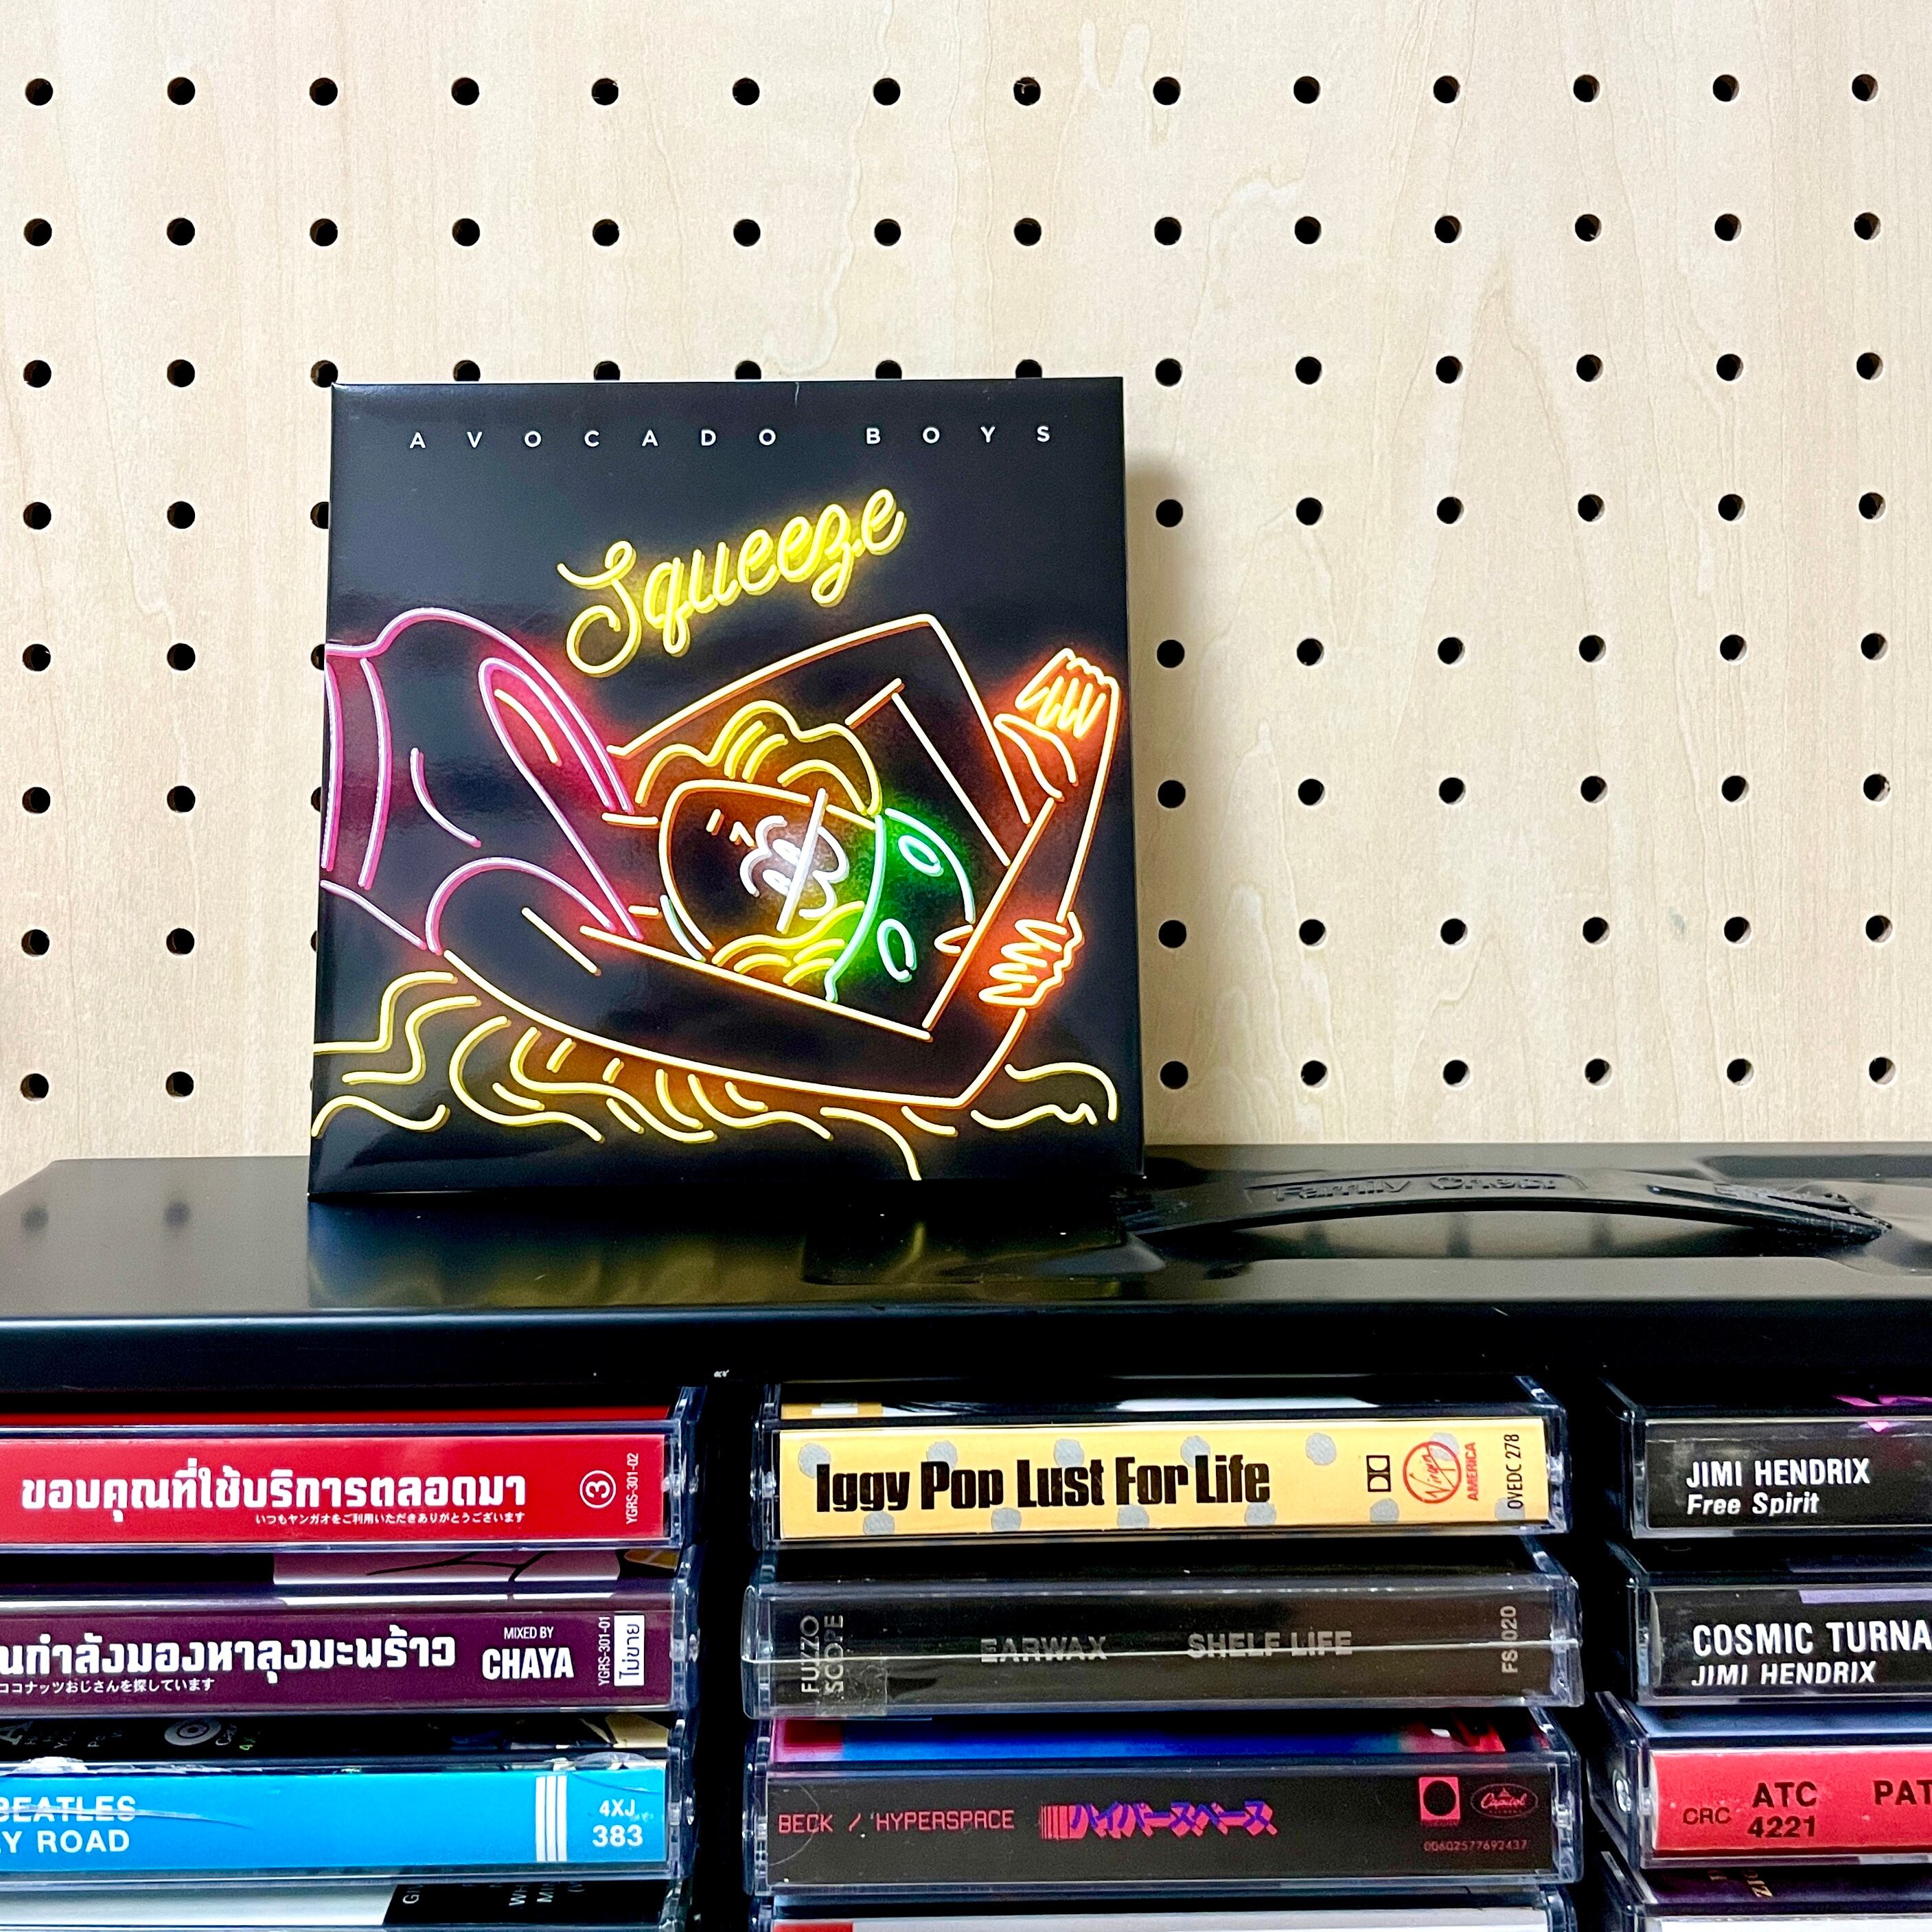 AVOCADO BOYS
Squeeze
Family Chest
ขอบคุณที่ใช้บริการตลอดมา
いつもヤンガオをご利用いただきありがとうございます
3
YGRS-301-02
นกำลังมองหาลุงมะพร้าว
ココナッツおじさんを探しています
MIXED BY
CHAYA
YGRS-301-01
ไม่ขาย
BEATLES
Y ROAD
4XJ
383
Iggy Pop Lust For Life
Virgin
AMERICA
OVEDC 278
FUZZO
SCOPE
EARWAX
SHELF LIFE
FS020
BECK / HYPERSPACE
ハイパースペース
Capitol
00602577692437
JIMI HENDRIX
Free Spirit
COSMIC TURNA
JIMI HENDRIX
CRC
ATC
4221
PAT